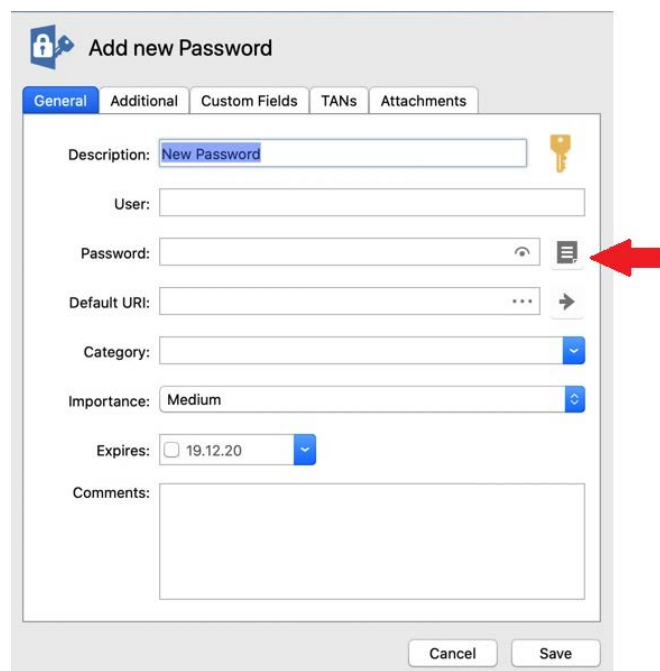 Add new Password
General Additional Custom Fields TANs Attachments
Description: New Password
User:
Password:
Default URI: ...
Category:
Importance: Medium
Expires: 19.12.20
Comments:
Cancel Save